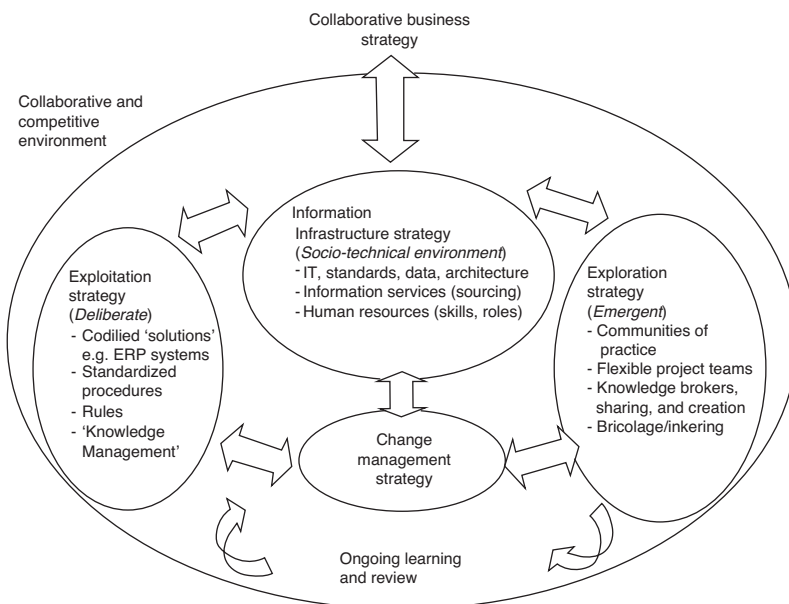 Collaborative business
strategy
Collaborative and
competitive
environment
Information
Infrastructure strategy
(Socio-technical environment)
- IT, standards, data, architecture
- Information services (sourcing)
- Human resources (skills, roles)
Exploitation
strategy
(Deliberate)
- Codilied ‘solutions’
e.g. ERP systems
- Standardized
procedures
- Rules
- ‘Knowledge
Management’
Exploration
strategy
(Emergent)
- Communities of
practice
- Flexible project teams
- Knowledge brokers,
sharing, and creation
- Bricolage/inkering
Change
management
strategy
Ongoing learning
and review